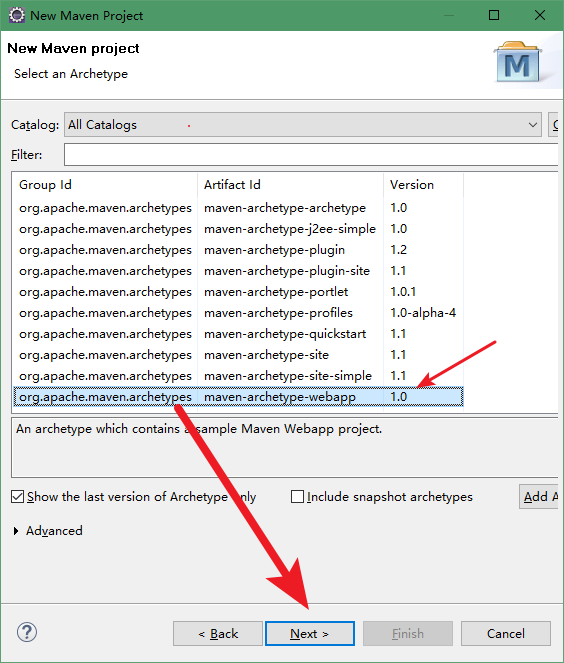 New Maven Project
New Maven project
Select an Archetype
M
Catalog: All Catalogs
Filter:
Group Id Artifact Id Version
org.apache.maven.archetypes maven-archetype-archetype 1.0
org.apache.maven.archetypes maven-archetype-j2ee-simple 1.0
org.apache.maven.archetypes maven-archetype-plugin 1.2
org.apache.maven.archetypes maven-archetype-plugin-site 1.1
org.apache.maven.archetypes maven-archetype-portlet 1.0.1
org.apache.maven.archetypes maven-archetype-profiles 1.0-alpha-4
org.apache.maven.archetypes maven-archetype-quickstart 1.1
org.apache.maven.archetypes maven-archetype-site 1.1
org.apache.maven.archetypes maven-archetype-site-simple 1.1
org.apache.maven.archetypes maven-archetype-webapp 1.0
An archetype which contains a sample Maven Webapp project.
Show the last version of Archetype only Include snapshot archetypes Add A
Advanced
? < Back Next > Finish Cancel